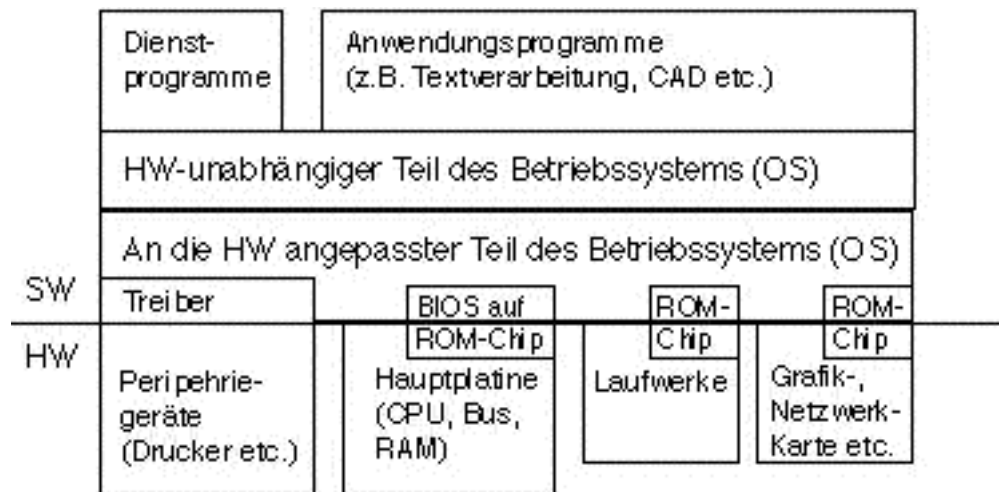 Dienst-
programme
Anwendungsprogramme
(z.B. Textverarbeitung, CAD etc.)
HW-unabhängiger Teil des Betriebssystems (OS)
An die HW angepasster Teil des Betriebssystems (OS)
SW
Treiber
BIOS auf
ROM-Chip
ROM-
Chip
ROM-
Chip
HW
Peripehrie-
geräte
(Drucker etc.)
Hauptplatine
(CPU, Bus,
RAM)
Laufwerke
Grafik-,
Netzwerk-
Karte etc.